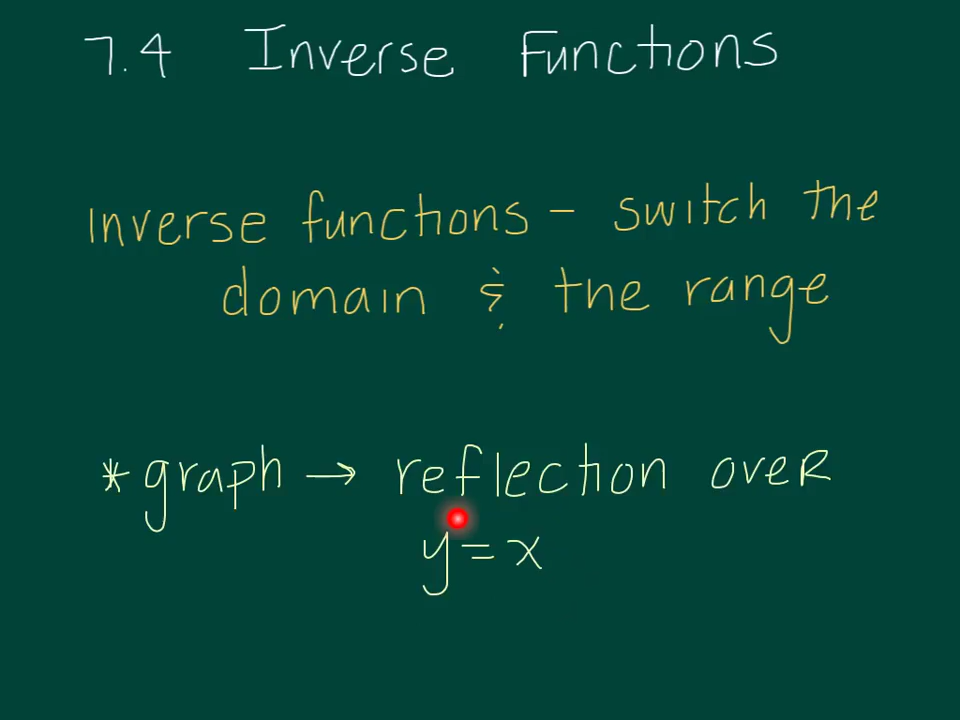 7.4 Inverse Functions
Inverse functions - switch the
domain & the range
*graph → reflection over
y=x